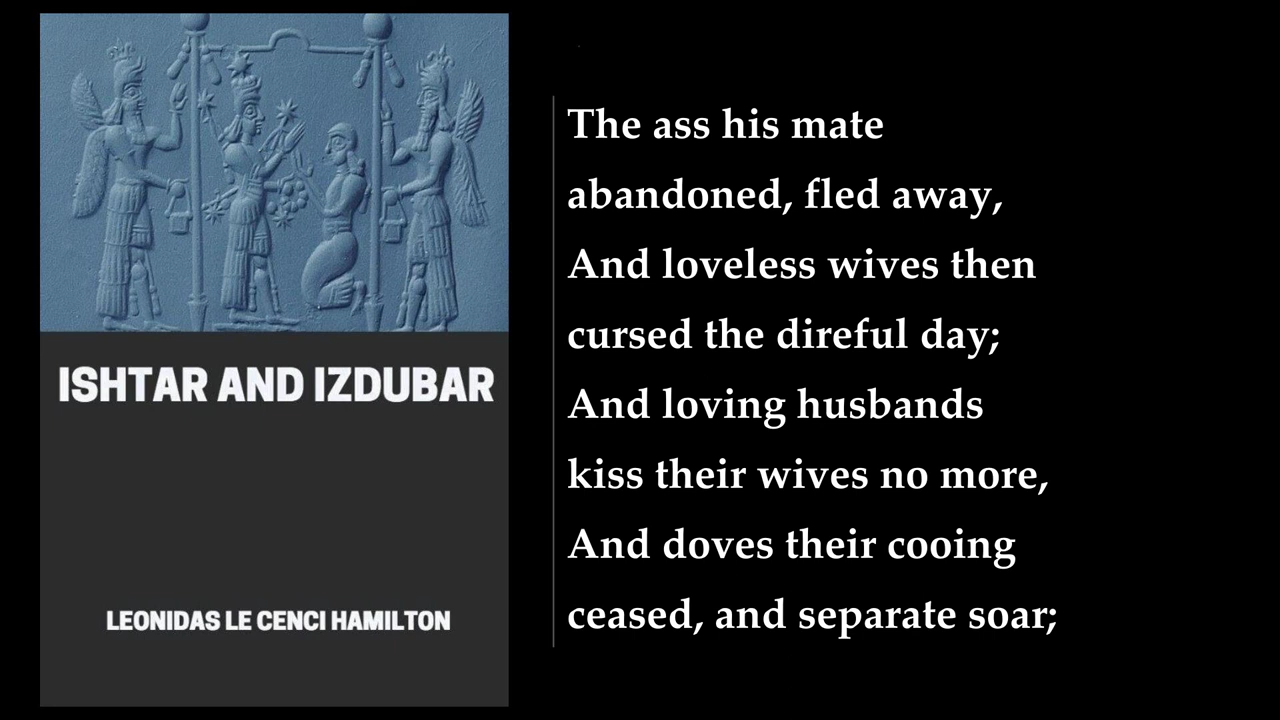 ISHTAR AND IZDUBAR
LEONIDAS LE CENCI HAMILTON
The ass his mate
abandoned, fled away,
And loveless wives then
cursed the direful day;
And loving husbands
kiss their wives no more,
And doves their cooing
ceased, and separate soar;